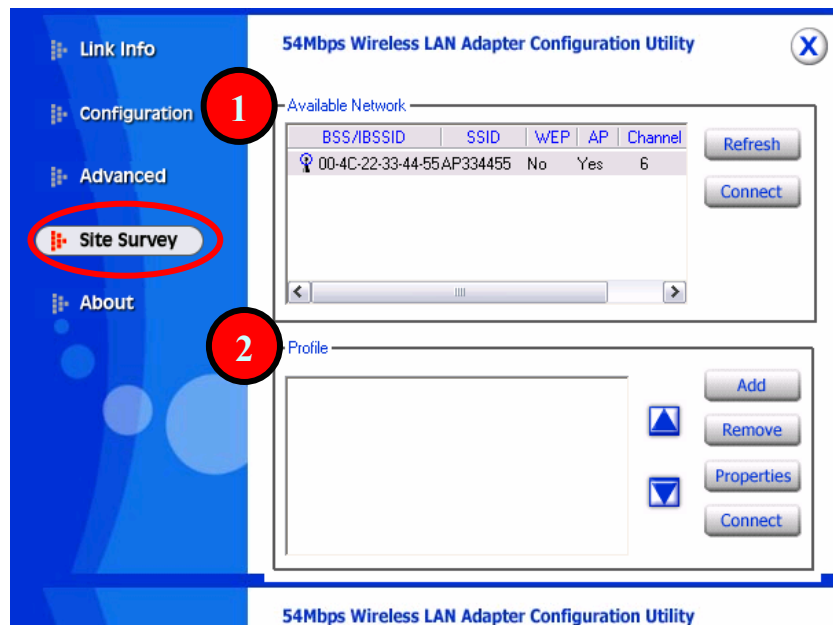 54Mbps Wireless LAN Adapter Configuration Utility
X
Link Info
Configuration
Advanced
Site Survey
About
1
Available Network
BSS/IBSSID SSID WEP AP Channel
00-4C-22-33-44-55 AP334455 No Yes 6
Refresh
Connect
2
Profile
Add
Remove
Properties
Connect
54Mbps Wireless LAN Adapter Configuration Utility